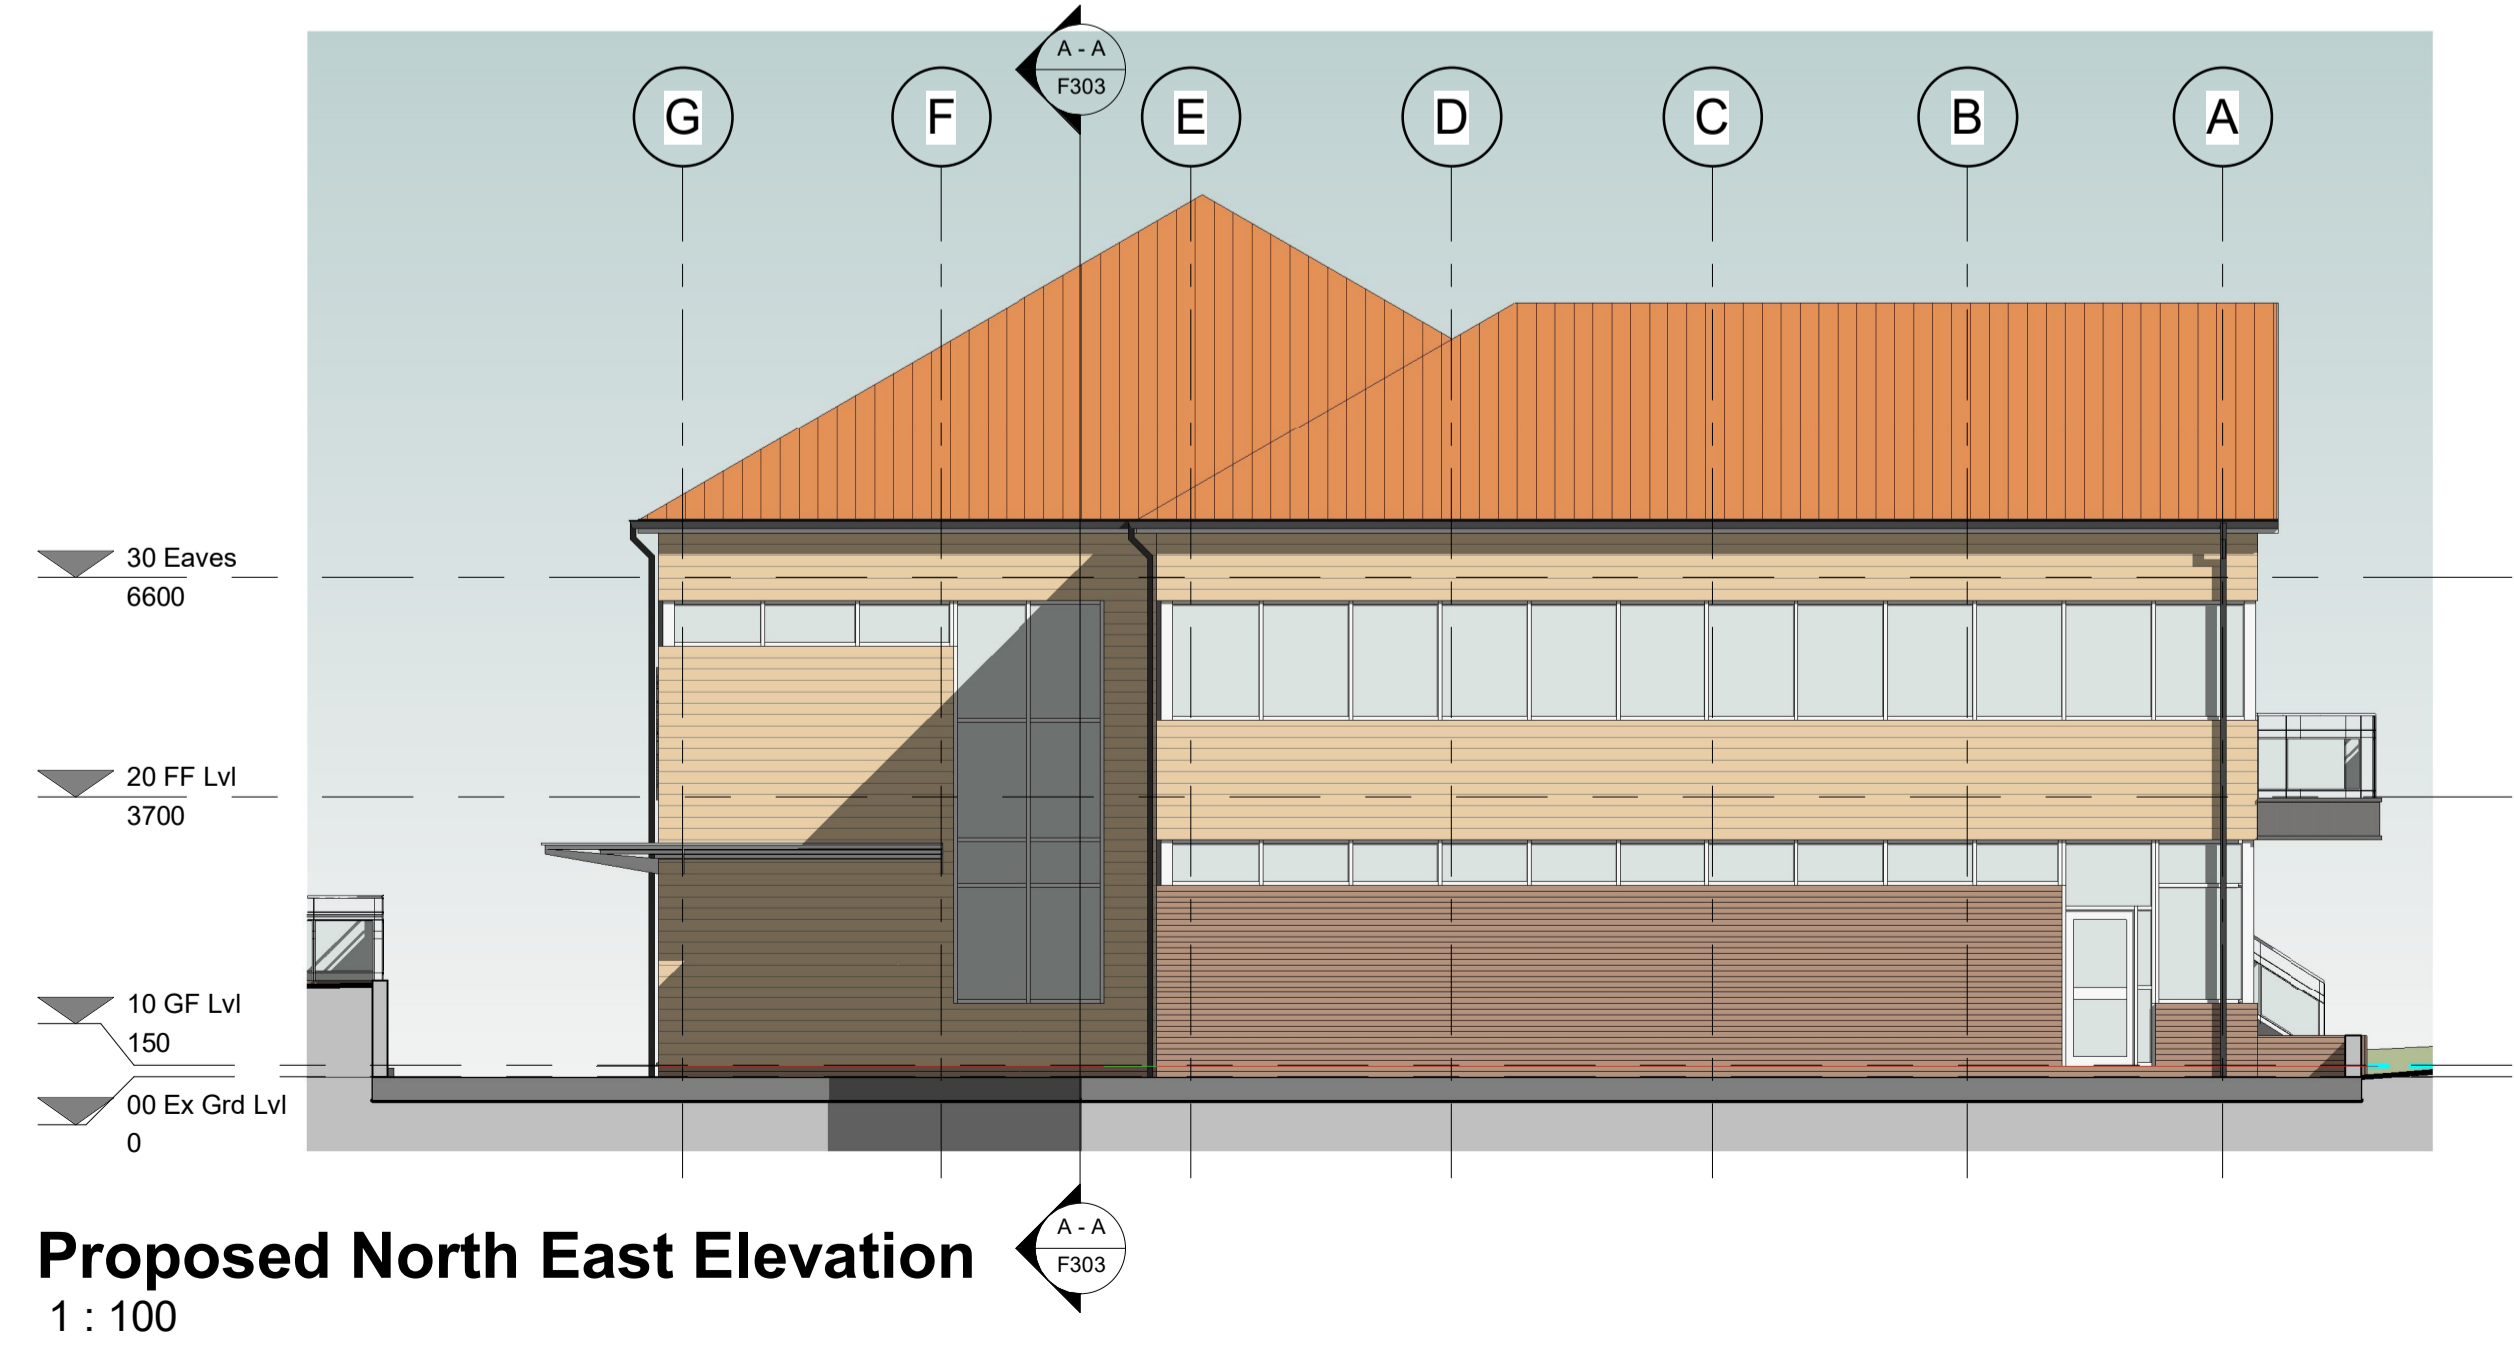 A - A
F303
G
F
E
D
C
B
A
30 Eaves
6600
20 FF Lvl
3700
10 GF Lvl
150
00 Ex Grd Lvl
0
Proposed North East Elevation
1 : 100
A - A
F303